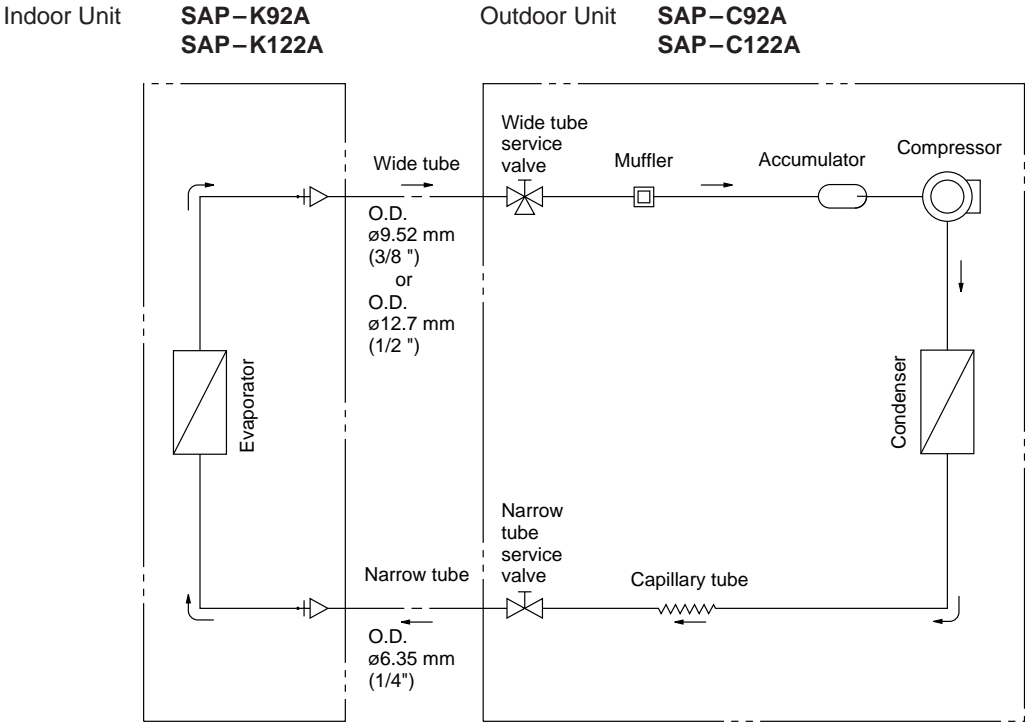 Indoor Unit SAP–K92A
SAP–K122A
Outdoor Unit SAP–C92A
SAP–C122A
Wide tube
service
valve
Wide tube
Muffler
Accumulator
Compressor
O.D.
ø9.52 mm
(3/8 ")
or
O.D.
ø12.7 mm
(1/2 ")
Evaporator
Condenser
Narrow
tube
service
valve
Narrow tube
Capillary tube
O.D.
ø6.35 mm
(1/4")